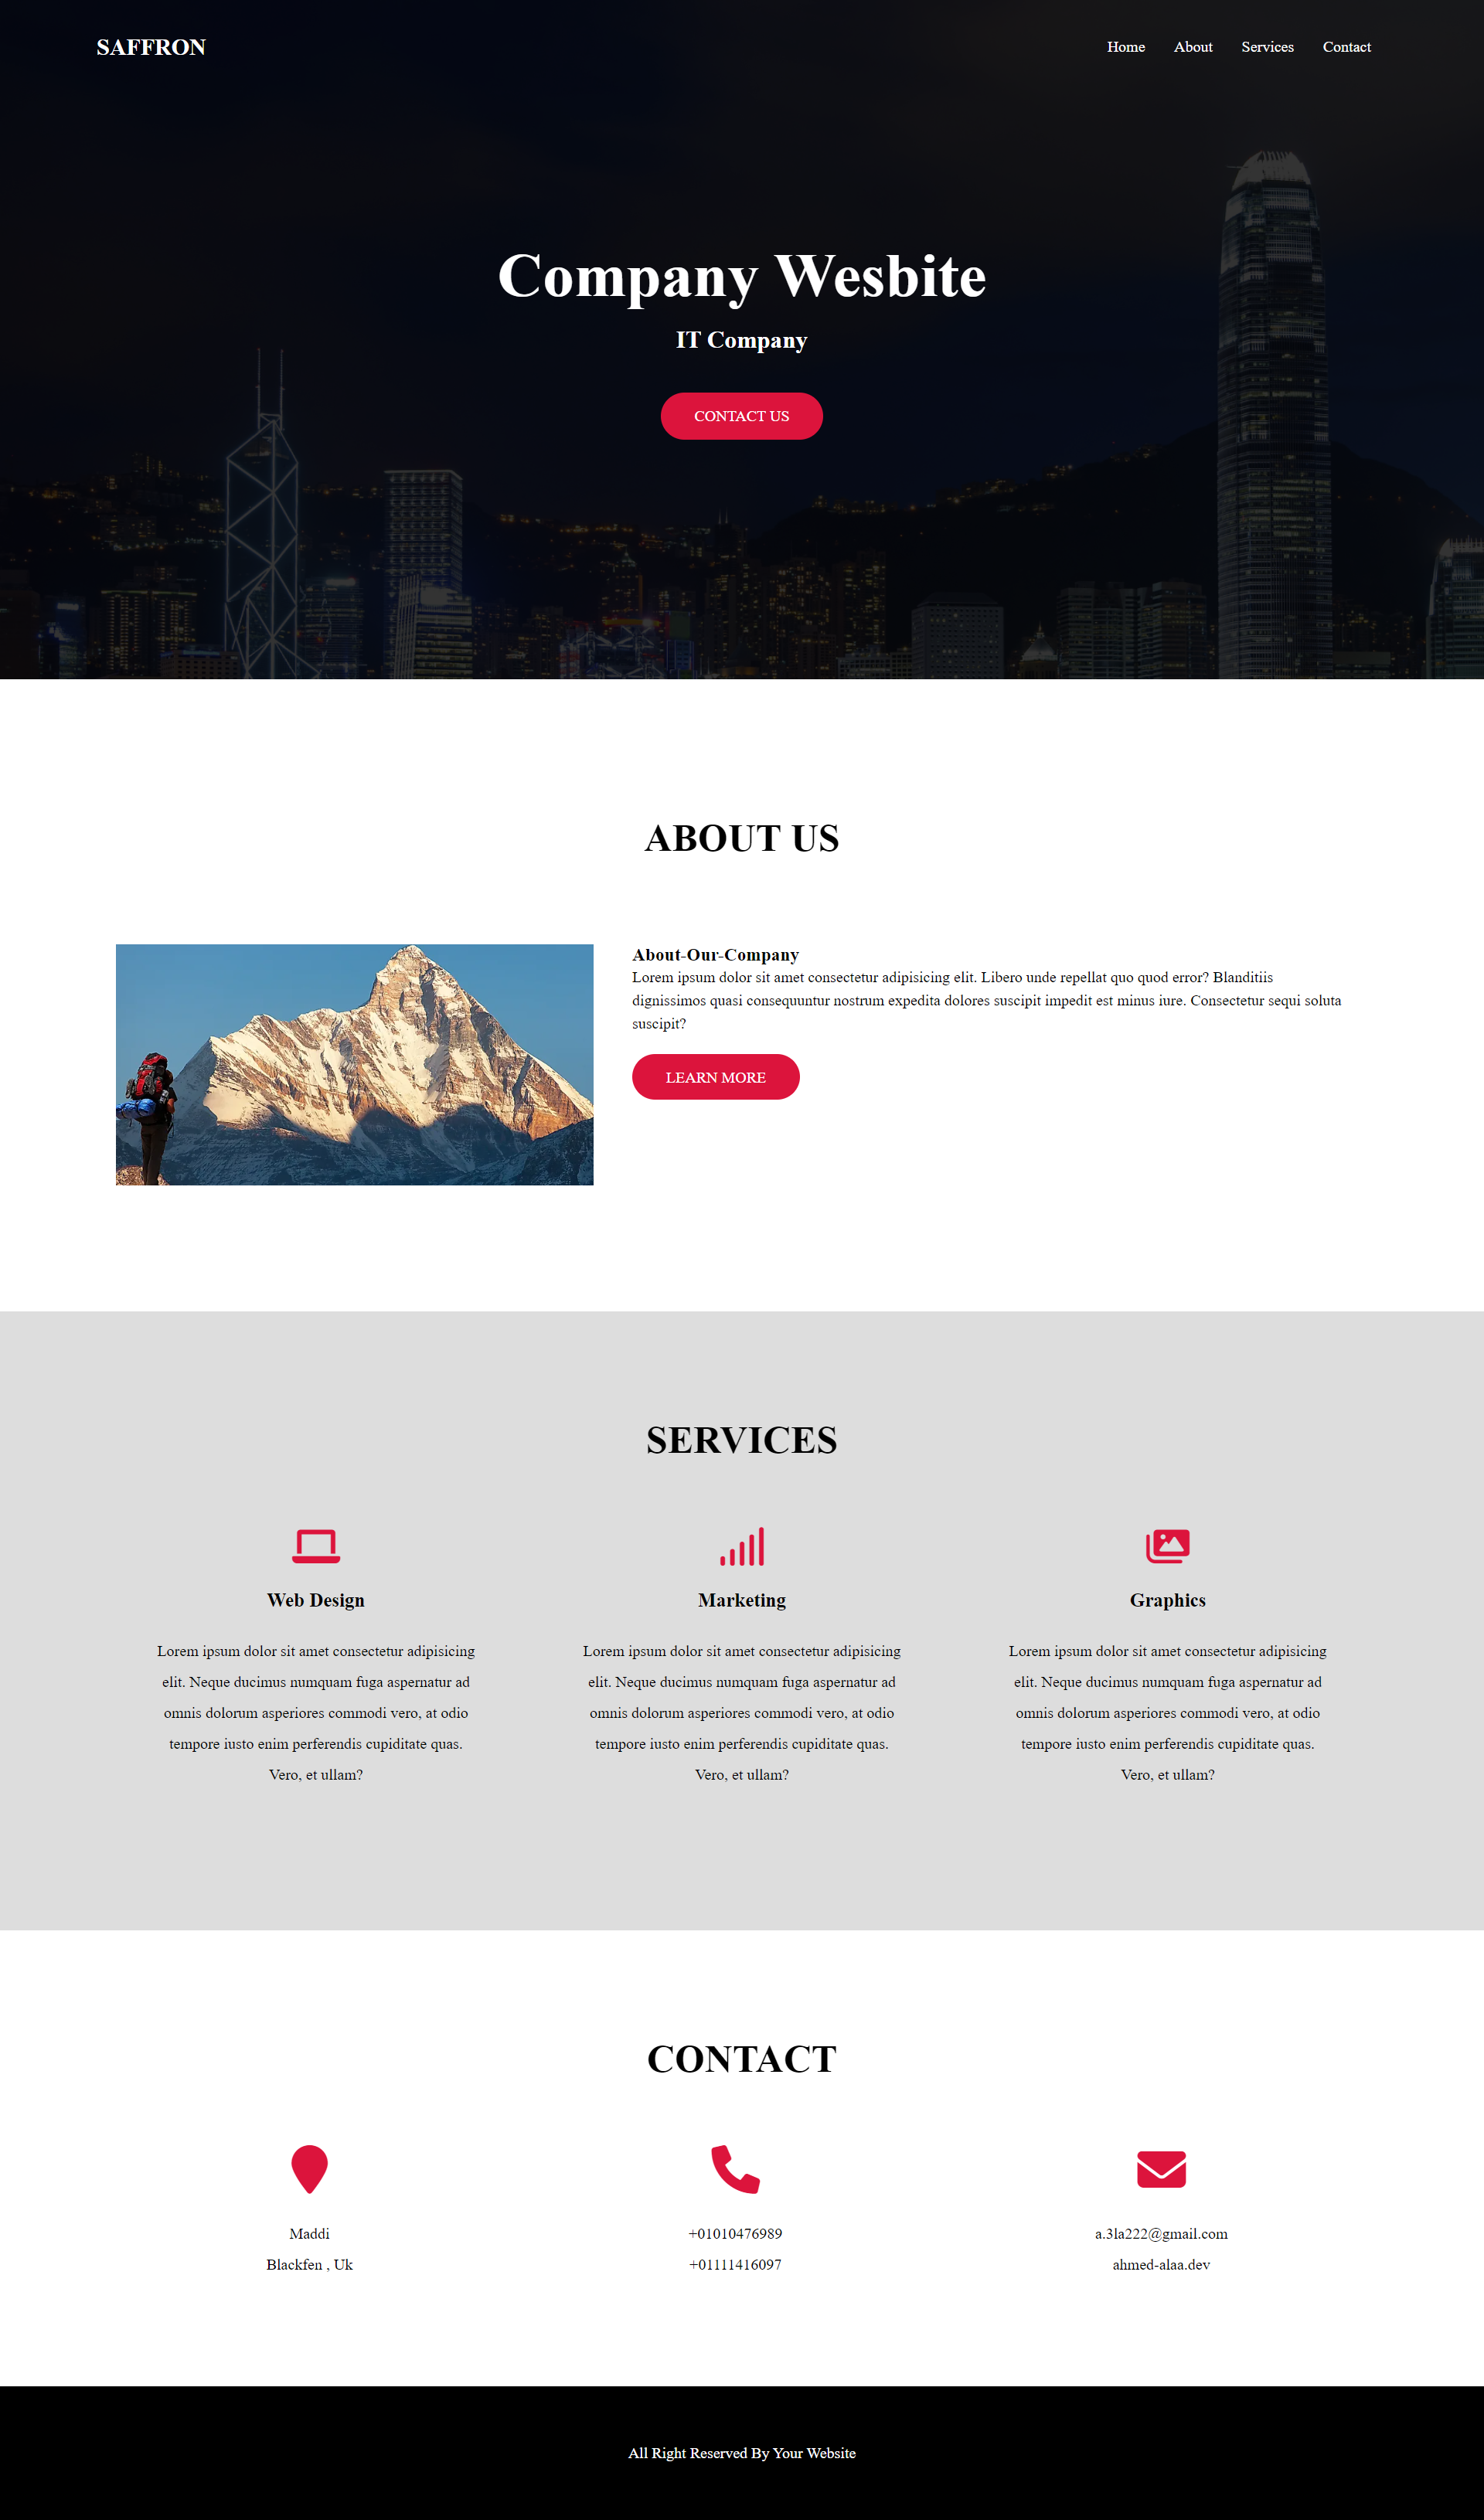 SAFFRON
Home About Services Contact
Company Wesbite
IT Company
CONTACT US
ABOUT US
About-Our-Company
Lorem ipsum dolor sit amet consectetur adipisicing elit. Libero unde repellat quo quod error? Blanditiis
dignissimos quasi consequuntur nostrum expedita dolores suscipit impedit est minus iure. Consectetur sequi soluta
suscipit?
LEARN MORE
SERVICES
Web Design
Lorem ipsum dolor sit amet consectetur adipisicing
elit. Neque ducimus numquam fuga aspernatur ad
omnis dolorum asperiores commodi vero, at odio
tempore iusto enim perferendis cupiditate quas.
Vero, et ullam?
Marketing
Lorem ipsum dolor sit amet consectetur adipisicing
elit. Neque ducimus numquam fuga aspernatur ad
omnis dolorum asperiores commodi vero, at odio
tempore iusto enim perferendis cupiditate quas.
Vero, et ullam?
Graphics
Lorem ipsum dolor sit amet consectetur adipisicing
elit. Neque ducimus numquam fuga aspernatur ad
omnis dolorum asperiores commodi vero, at odio
tempore iusto enim perferendis cupiditate quas.
Vero, et ullam?
CONTACT
Maddi
Blackfen , Uk
+01010476989
+01111416097
a.3la222@gmail.com
ahmed-alaa.dev
All Right Reserved By Your Website